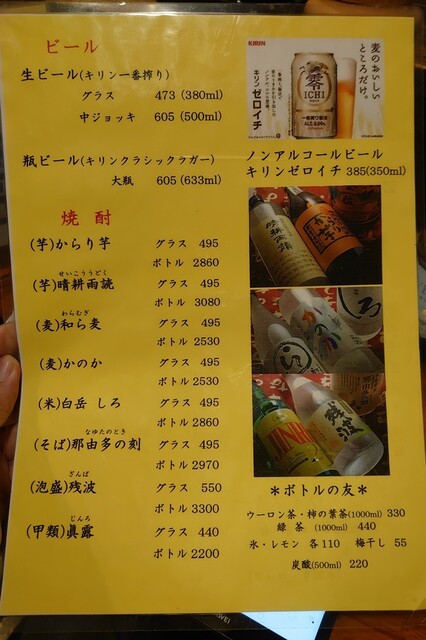 ビール
生ビール(キリン一番搾り)
グラス 473 (380ml)
中ジョッキ 605 (500ml)
瓶ビール(キリンクラシックラガー)
大瓶 605 (633ml)
焼酎
(芋)からり芋 グラス 495
ボトル 2860
せいこううどく
(芋)晴耕雨読 グラス 495
ボトル 3080
わらむぎ
(麦)和ら麦 グラス 495
ボトル 2530
(麦)かのか グラス 495
ボトル 2530
(米)白岳 しろ グラス 495
ボトル 2860
なゆたのとき
(そば)那由多の刻 グラス 495
ボトル 2970
ざんぱ
(泡盛)残波 グラス 550
ボトル 3300
じんろ
(甲類)眞露 グラス 440
ボトル 2200
KIRIN
麦のおいしい
ところだけ。
キリン ゼロイチ
零
ICHI
ノンアルコールビール
キリンゼロイチ 385(350ml)
かのか
しろ
残波
*ボトルの友*
ウーロン茶・柿の葉茶(1000ml) 330
緑茶 (1000ml) 440
氷・レモン 各110 梅干し 55
炭酸(500ml) 220